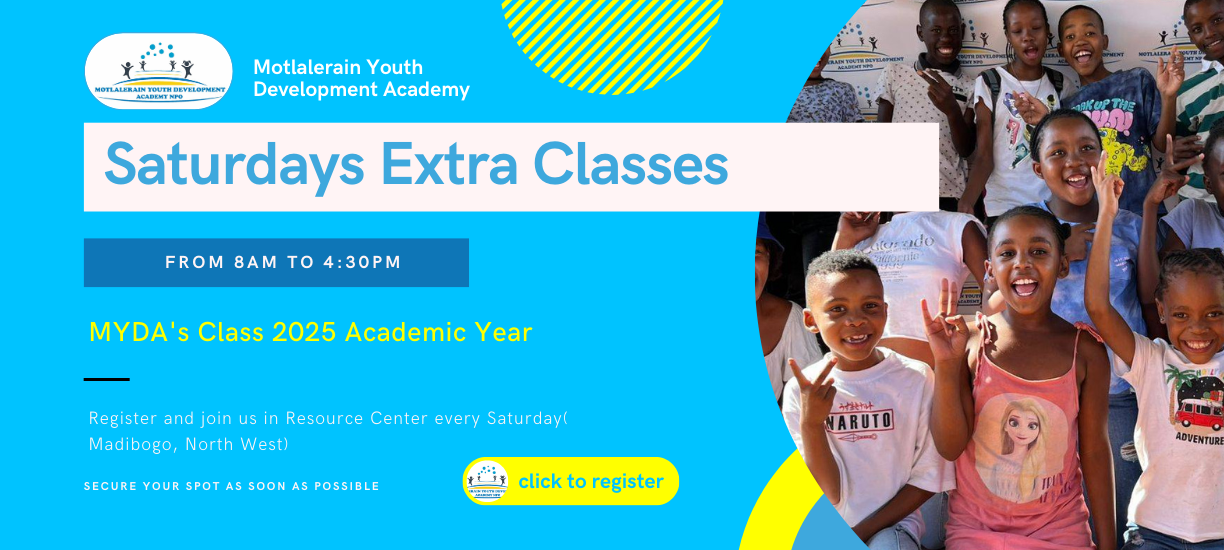 MOTLALERAIN YOUTH DEVELOPMENT
ACADEMY NPO
Motlalerain Youth
Development Academy
Saturdays Extra Classes
FROM 8AM TO 4:30PM
MYDA's Class 2025 Academic Year
Register and join us in Resource Center every Saturday(
Madibogo, North West)
SECURE YOUR SPOT AS SOON AS POSSIBLE
click to register
NARUTO
ADVENTURE